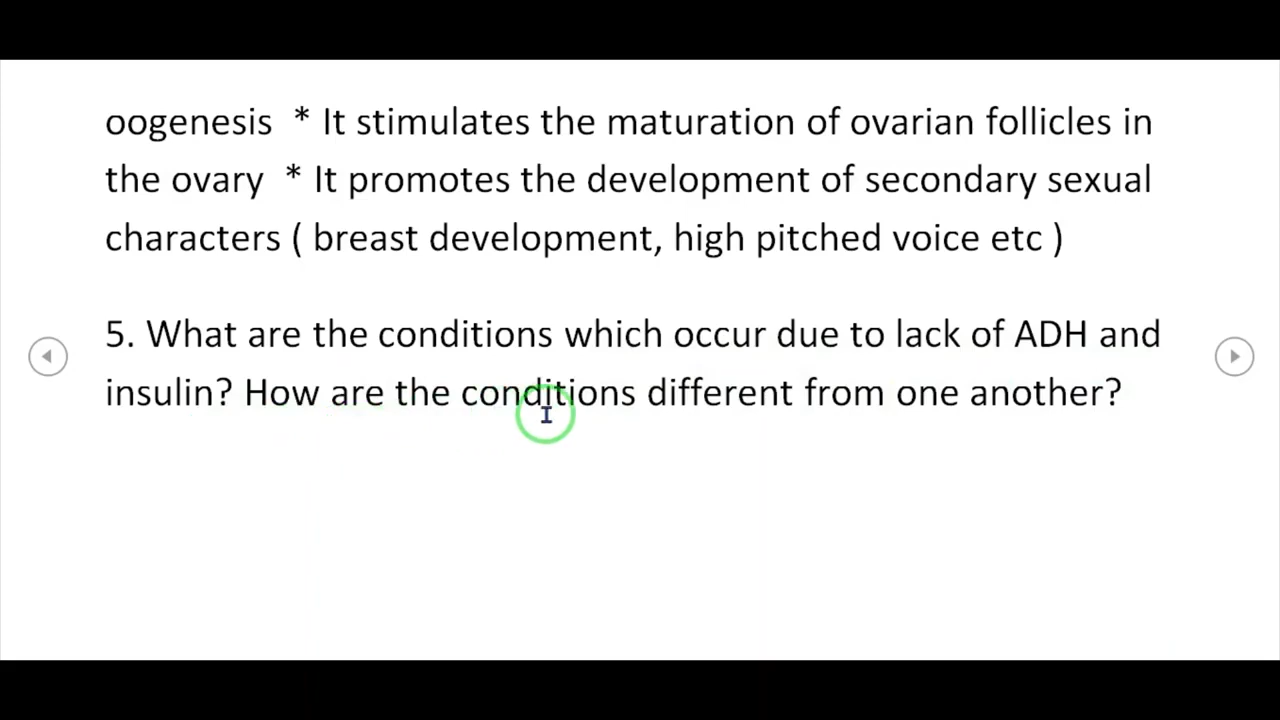 oogenesis * It stimulates the maturation of ovarian follicles in
the ovary * It promotes the development of secondary sexual
characters ( breast development, high pitched voice etc )
5. What are the conditions which occur due to lack of ADH and
insulin? How are the conditions different from one another?